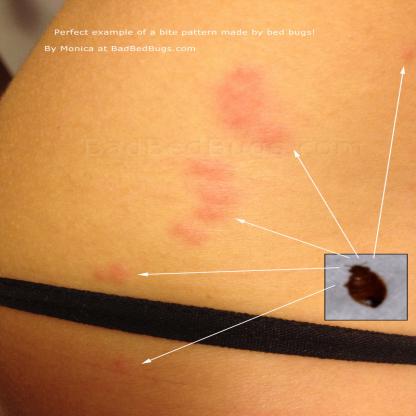 Perfect example of a bite pattern made by bed bugs!
By Monica at BadBedBugs.com
BadBedBugs.com